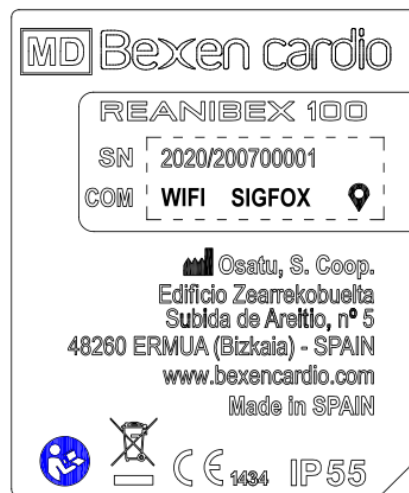 MD Bexen cardio
REANIBEX 100
SN 2020/200700001
COM WIFI SIGFOX
Osatu, S. Coop.
Edificio Zearrekobuelta
Subida de Areitio, nº 5
48260 ERMUA (Bizkaia) - SPAIN
www.bexencardio.com
Made in SPAIN
CE 1434 IP55